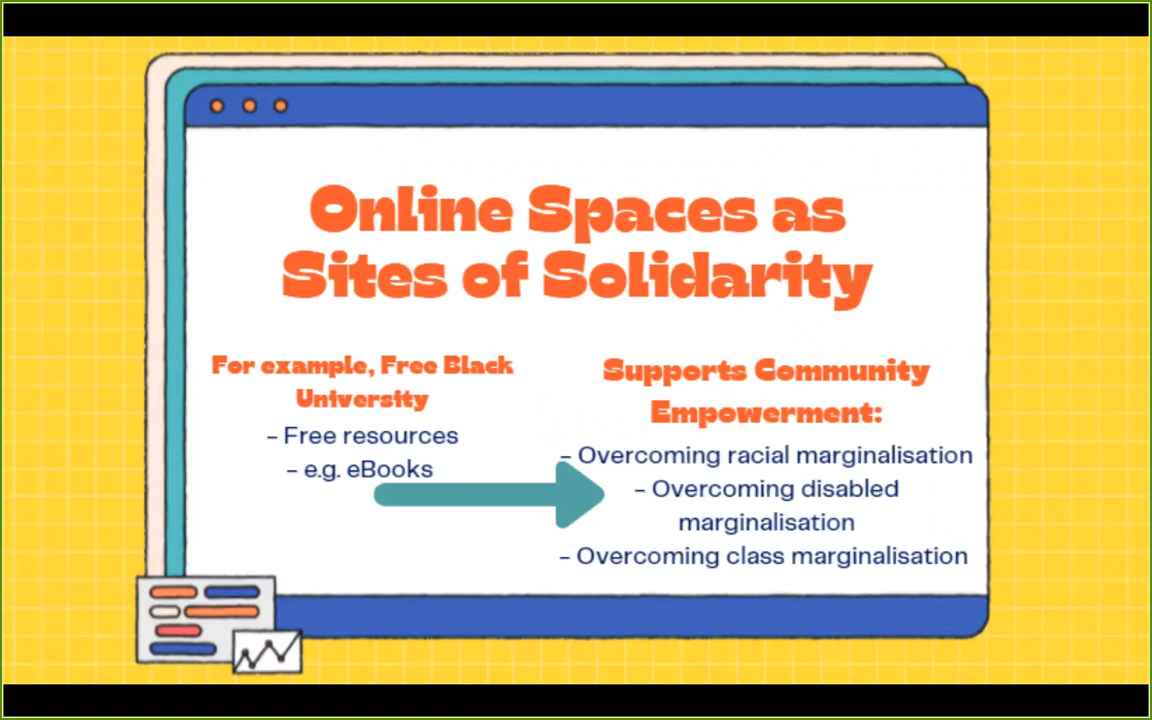 Online Spaces as
Sites of Solidarity
For example, Free Black
University
- Free resources
- e.g. eBooks
Supports Community
Empowerment:
- Overcoming racial marginalisation
- Overcoming disabled
marginalisation
- Overcoming class marginalisation